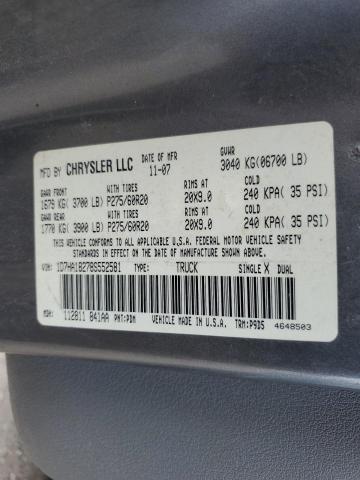 MFD BY CHRYSLER LLC DATE OF MFR 11-07 GVWR 3040 KG(06700 LB)
GAWR FRONT WITH TIRES RIMS AT COLD
1679 KG( 3700 LB) P275/60R20 20X9.0 240 KPA( 35 PSI)
GAWR REAR WITH TIRES RIMS AT COLD
1770 KG( 3900 LB) P275/60R20 20X9.0 240 KPA( 35 PSI)
THIS VEHICLE CONFORMS TO ALL APPLICABLE U.S.A. FEDERAL MOTOR VEHICLE SAFETY
STANDARDS IN EFFECT ON THE DATE OF MANUFACTURE SHOWN ABOVE.
VIN: 1D7HA18278S552581 TYPE: TRUCK SINGLE X DUAL
MDH: 112811 841AA PNT:PDM VEHICLE MADE IN U.S.A. TRM:P9D5 4648503